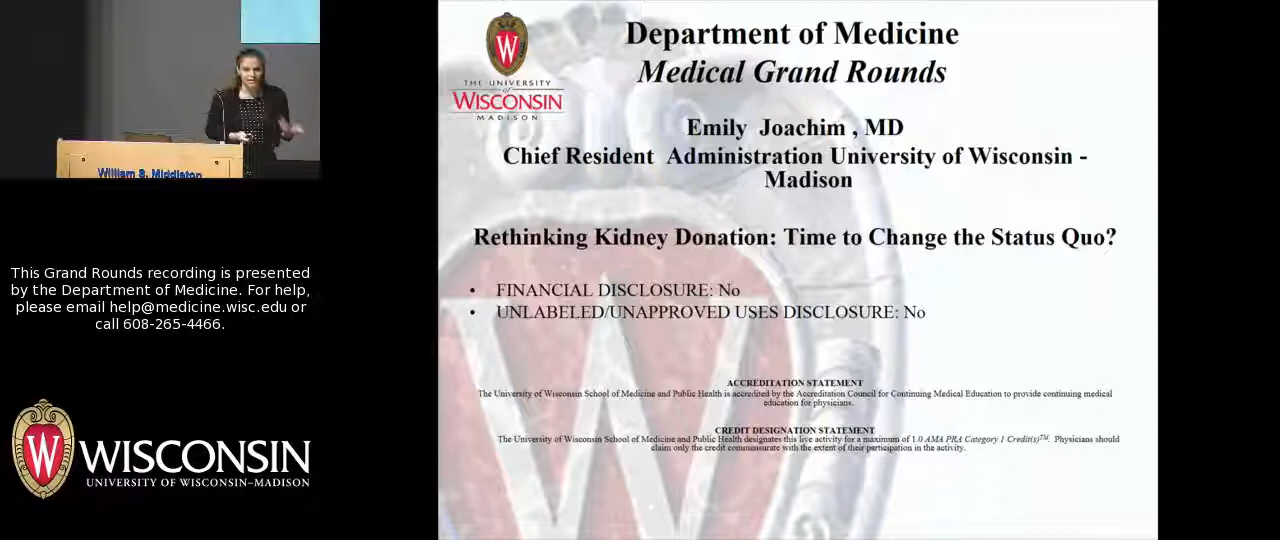 William S. Middleton
This Grand Rounds recording is presented
by the Department of Medicine. For help,
please email help@medicine.wisc.edu or
call 608-265-4466.
W
WISCONSIN
UNIVERSITY OF WISCONSIN–MADISON
W
THE UNIVERSITY
of
WISCONSIN
MADISON
Department of Medicine
Medical Grand Rounds
Emily Joachim , MD
Chief Resident Administration University of Wisconsin -
Madison
Rethinking Kidney Donation: Time to Change the Status Quo?
• FINANCIAL DISCLOSURE: No
• UNLABELED/UNAPPROVED USES DISCLOSURE: No
ACCREDITATION STATEMENT
The University of Wisconsin School of Medicine and Public Health is accredited by the Accreditation Council for Continuing Medical Education to provide continuing medical
education for physicians.
CREDIT DESIGNATION STATEMENT
The University of Wisconsin School of Medicine and Public Health designates this live activity for a maximum of 1.0 AMA PRA Category 1 Credit(s)TM. Physicians should
claim only the credit commensurate with the extent of their participation in the activity.